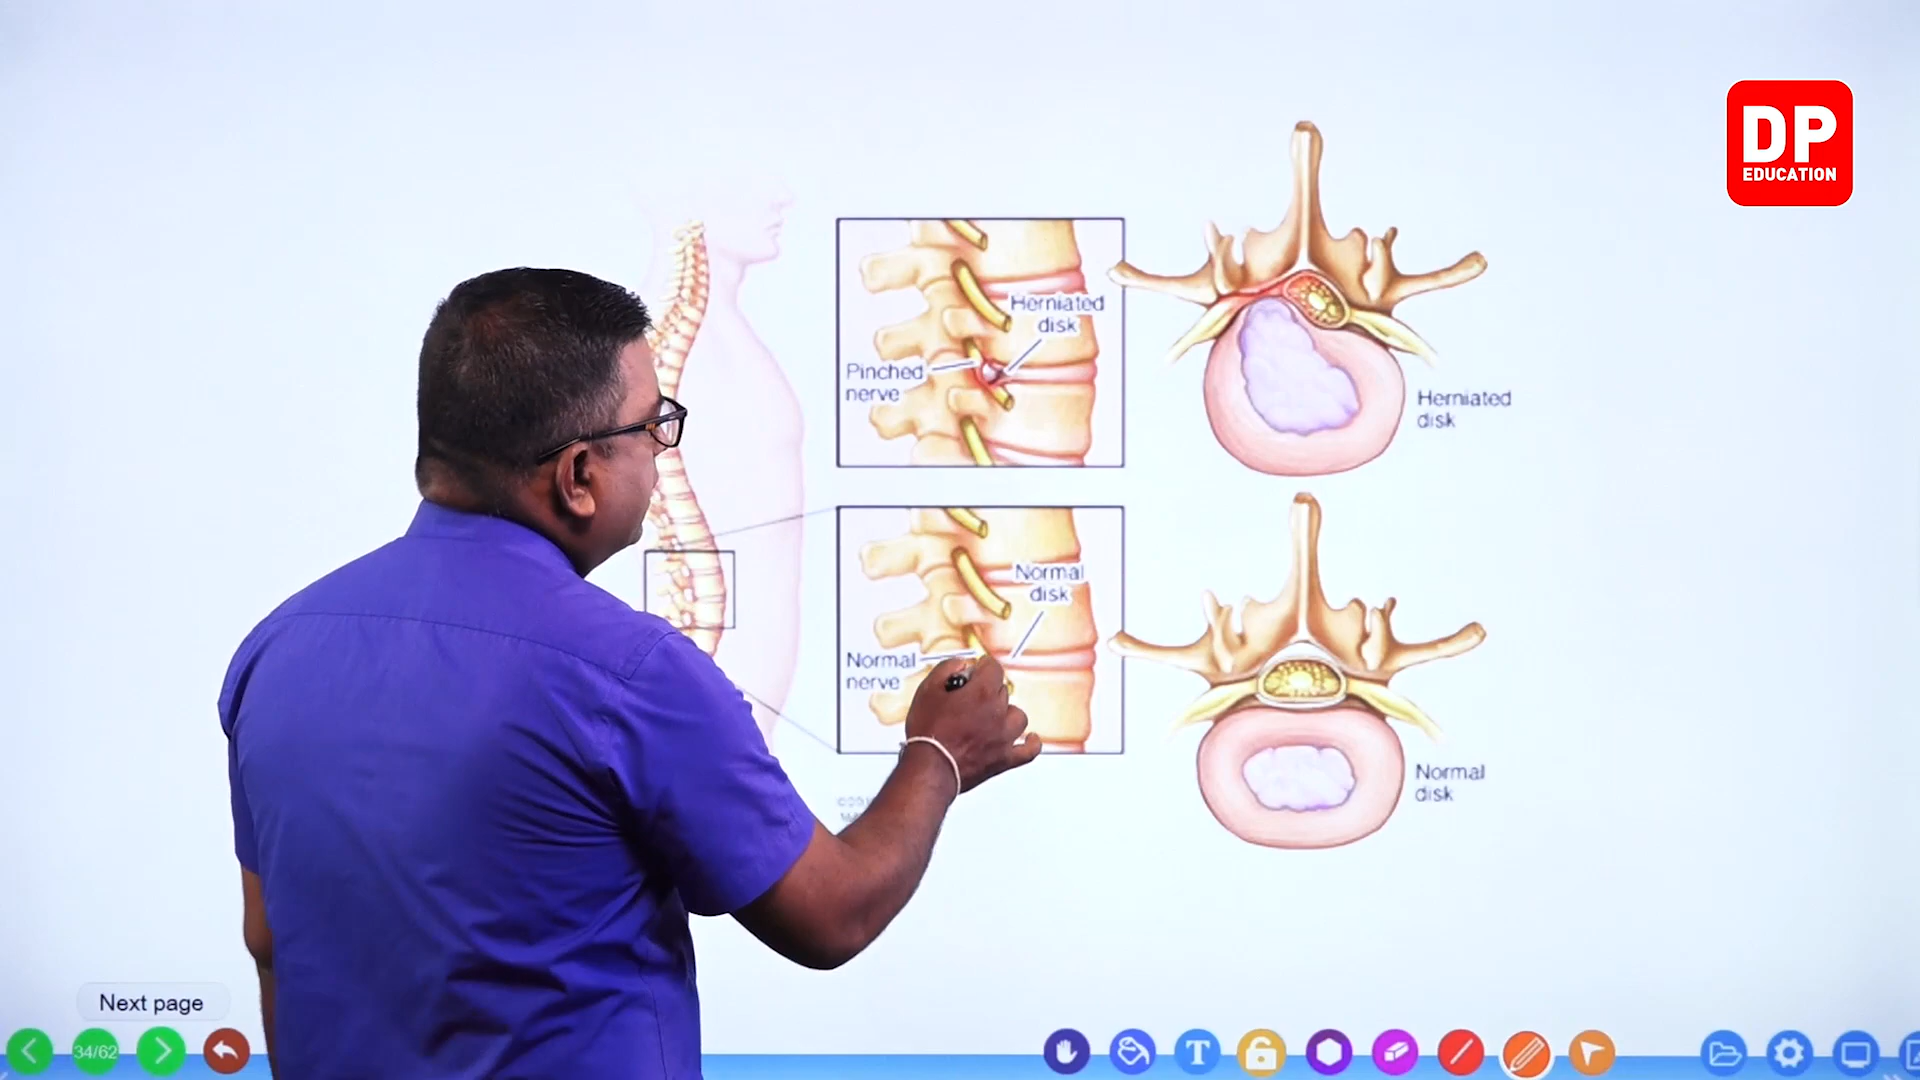 DP
EDUCATION
Herniated
disk
Pinched
nerve
Herniated
disk
Normal
disk
Normal
nerve
Normal
disk
Next page
34/62
T